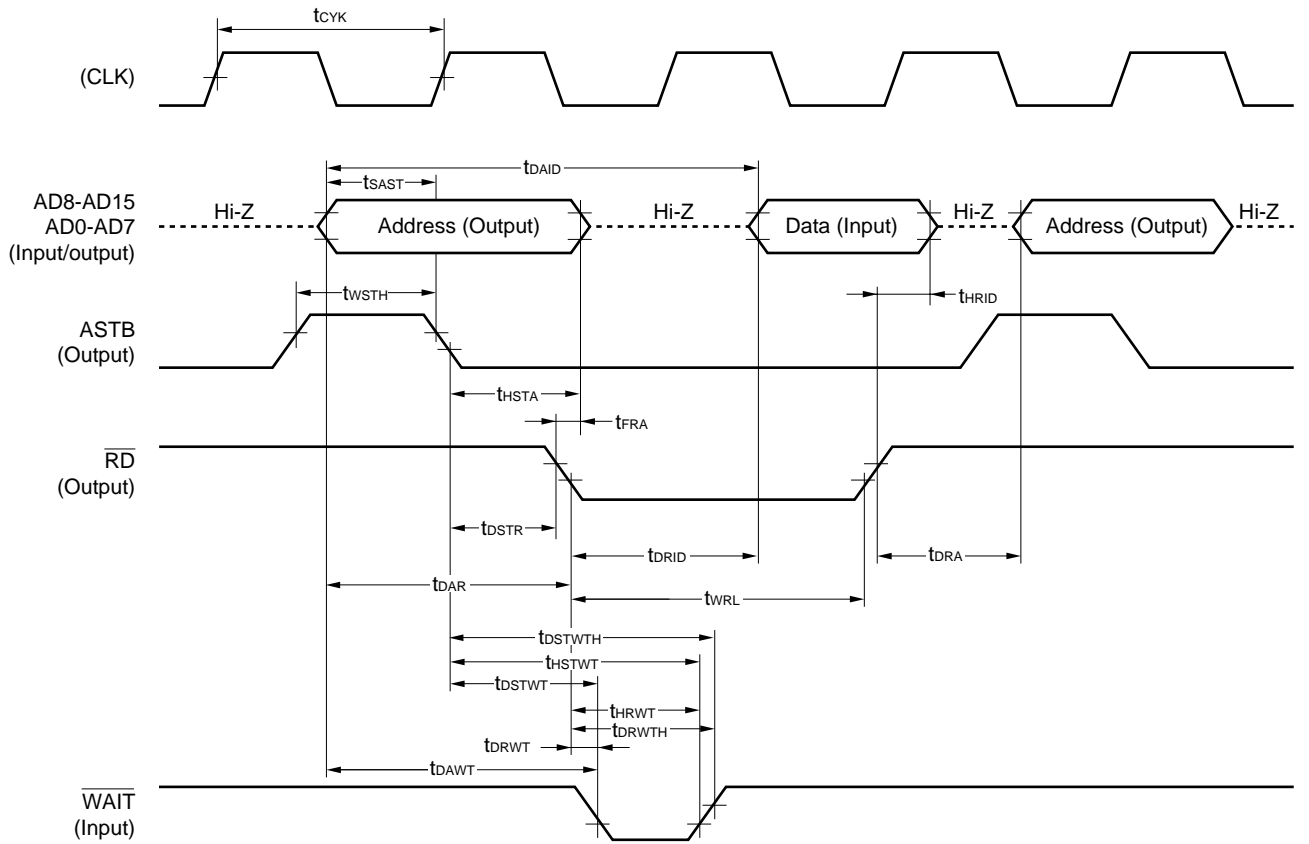 tCYK
(CLK)
tDAID
tSAST
AD8-AD15
AD0-AD7
(Input/output)
Hi-Z
Address (Output)
Hi-Z
Data (Input)
Hi-Z
Address (Output)
Hi-Z
tWSTH
tHRID
ASTB
(Output)
tHSTA
tFRA
RD
(Output)
tDSTR
tDRID
tDRA
tDAR
tWRL
tDSTWTH
tHSTWT
tDSTWT
tHRWT
tDRWTH
tDRWT
tDAWT
WAIT
(Input)